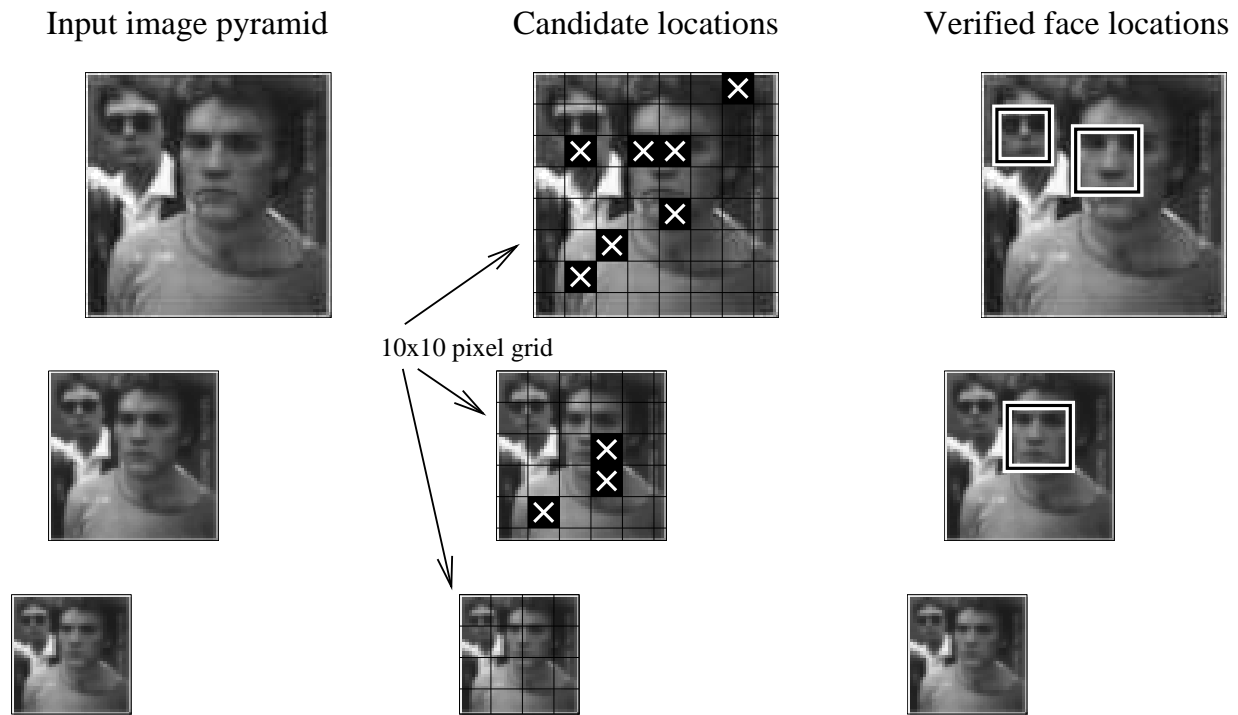 Input image pyramid
Candidate locations
Verified face locations
10x10 pixel grid